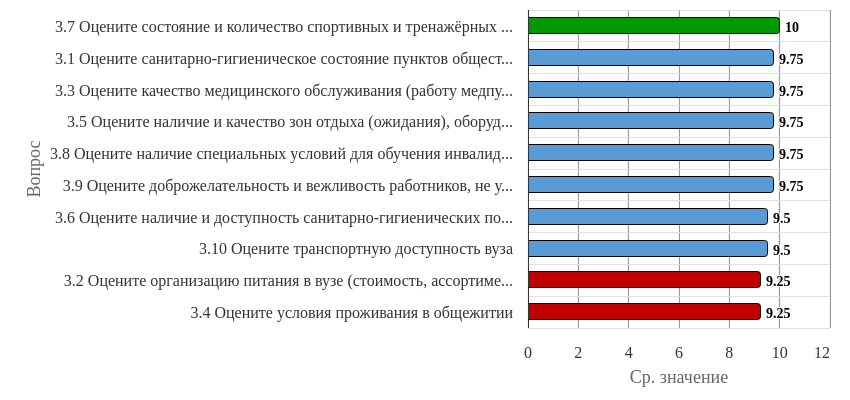 3.7 Оцените состояние и количество спортивных и тренажёрных ... 10
3.1 Оцените санитарно-гигиеническое состояние пунктов общест... 9.75
3.3 Оцените качество медицинского обслуживания (работу медпу... 9.75
3.5 Оцените наличие и качество зон отдыха (ожидания), оборуд... 9.75
3.8 Оцените наличие специальных условий для обучения инвалид... 9.75
3.9 Оцените доброжелательность и вежливость работников, не у... 9.75
3.6 Оцените наличие и доступность санитарно-гигиенических по... 9.5
3.10 Оцените транспортную доступность вуза 9.5
3.2 Оцените организацию питания в вузе (стоимость, ассортиме... 9.25
3.4 Оцените условия проживания в общежитии 9.25
Вопрос
0 2 4 6 8 10 12
Ср. значение